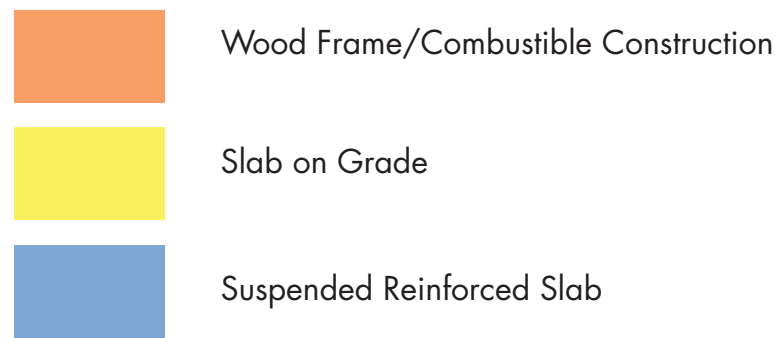 Wood Frame/Combustible Construction
Slab on Grade
Suspended Reinforced Slab